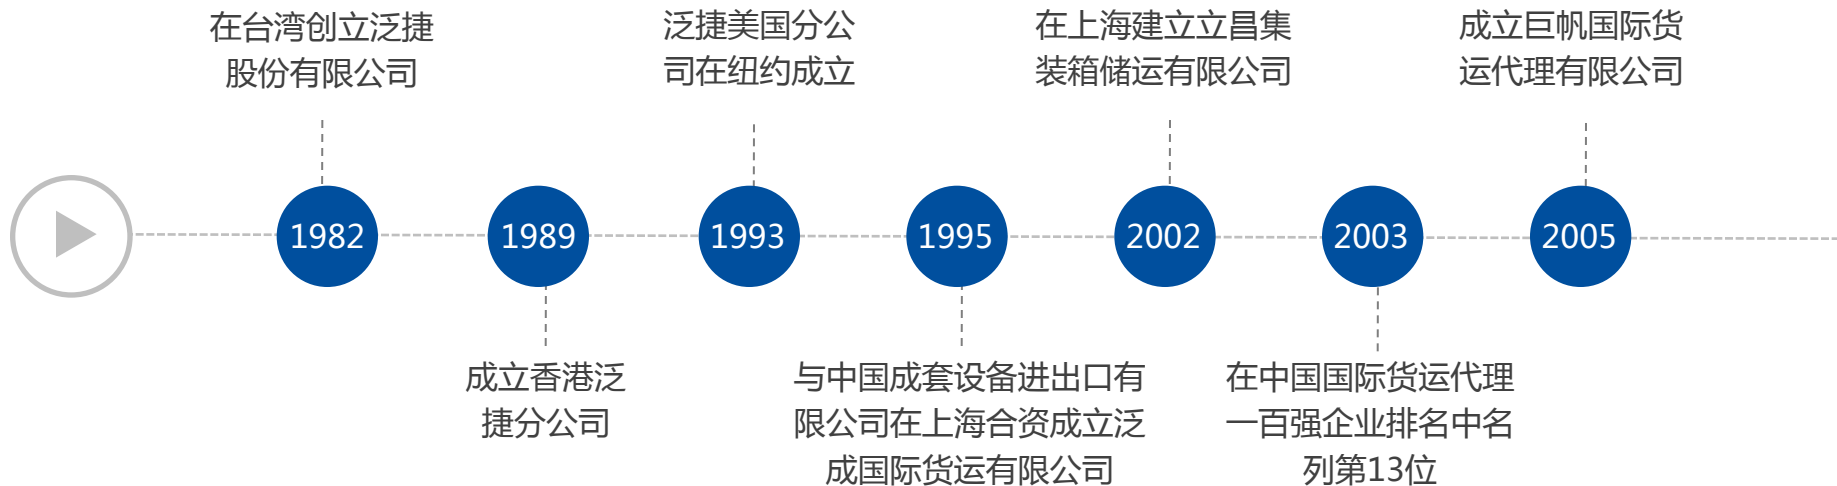 在台湾创立泛捷
股份有限公司
泛捷美国分公
司在纽约成立
在上海建立立昌集
装箱储运有限公司
成立巨帆国际货
运代理有限公司
1982
1989
1993
1995
2002
2003
2005
成立香港泛
捷分公司
与中国成套设备进出口有
限公司在上海合资成立泛
成国际货运有限公司
在中国国际货运代理
一百强企业排名中名
列第13位